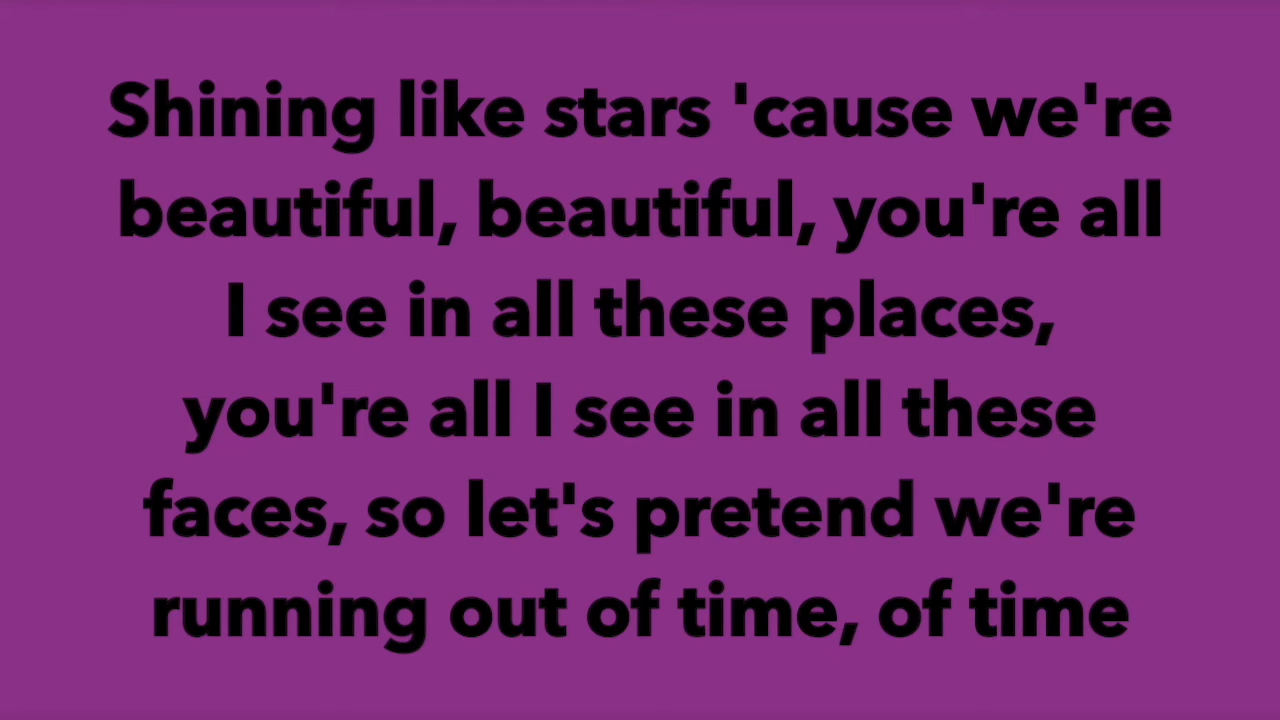 Shining like stars 'cause we're
beautiful, beautiful, you're all
I see in all these places,
you're all I see in all these
faces, so let's pretend we're
running out of time, of time